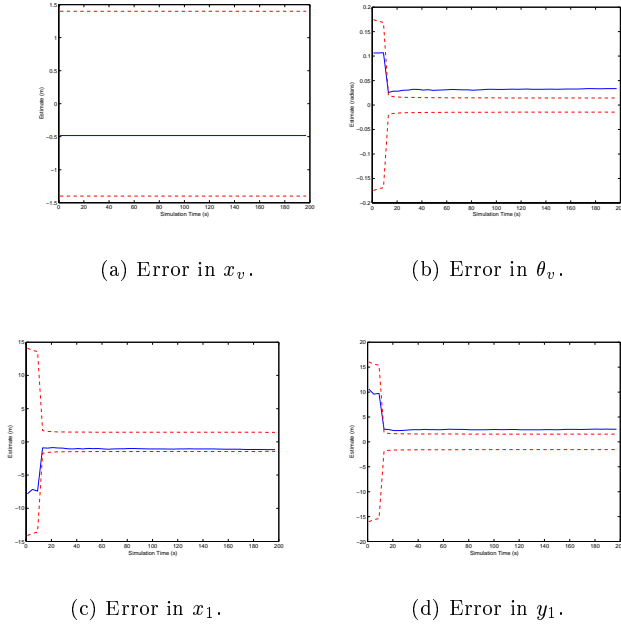 1.5
1
0.5
0
−0.5
−1
−1.5
Estimate (m)
0 20 40 60 80 100 120 140 160 180 200
Simulation Time (s)
(a) Error in x_v.
0.2
0.15
0.1
0.05
0
0.05
−0.1
−0.15
−0.2
Estimate (radians)
0 20 40 60 80 100 120 140 160 180 200
Simulation Time (s)
(b) Error in θ_v.
15
10
5
0
−5
−10
−15
Estimate (m)
0 20 40 60 80 100 120 140 160 180 200
Simulation Time (s)
(c) Error in x_1.
20
15
10
5
0
−5
−10
−15
−20
Estimate (m)
0 20 40 60 80 100 120 140 160 180 200
Simulation Time (s)
(d) Error in y_1.